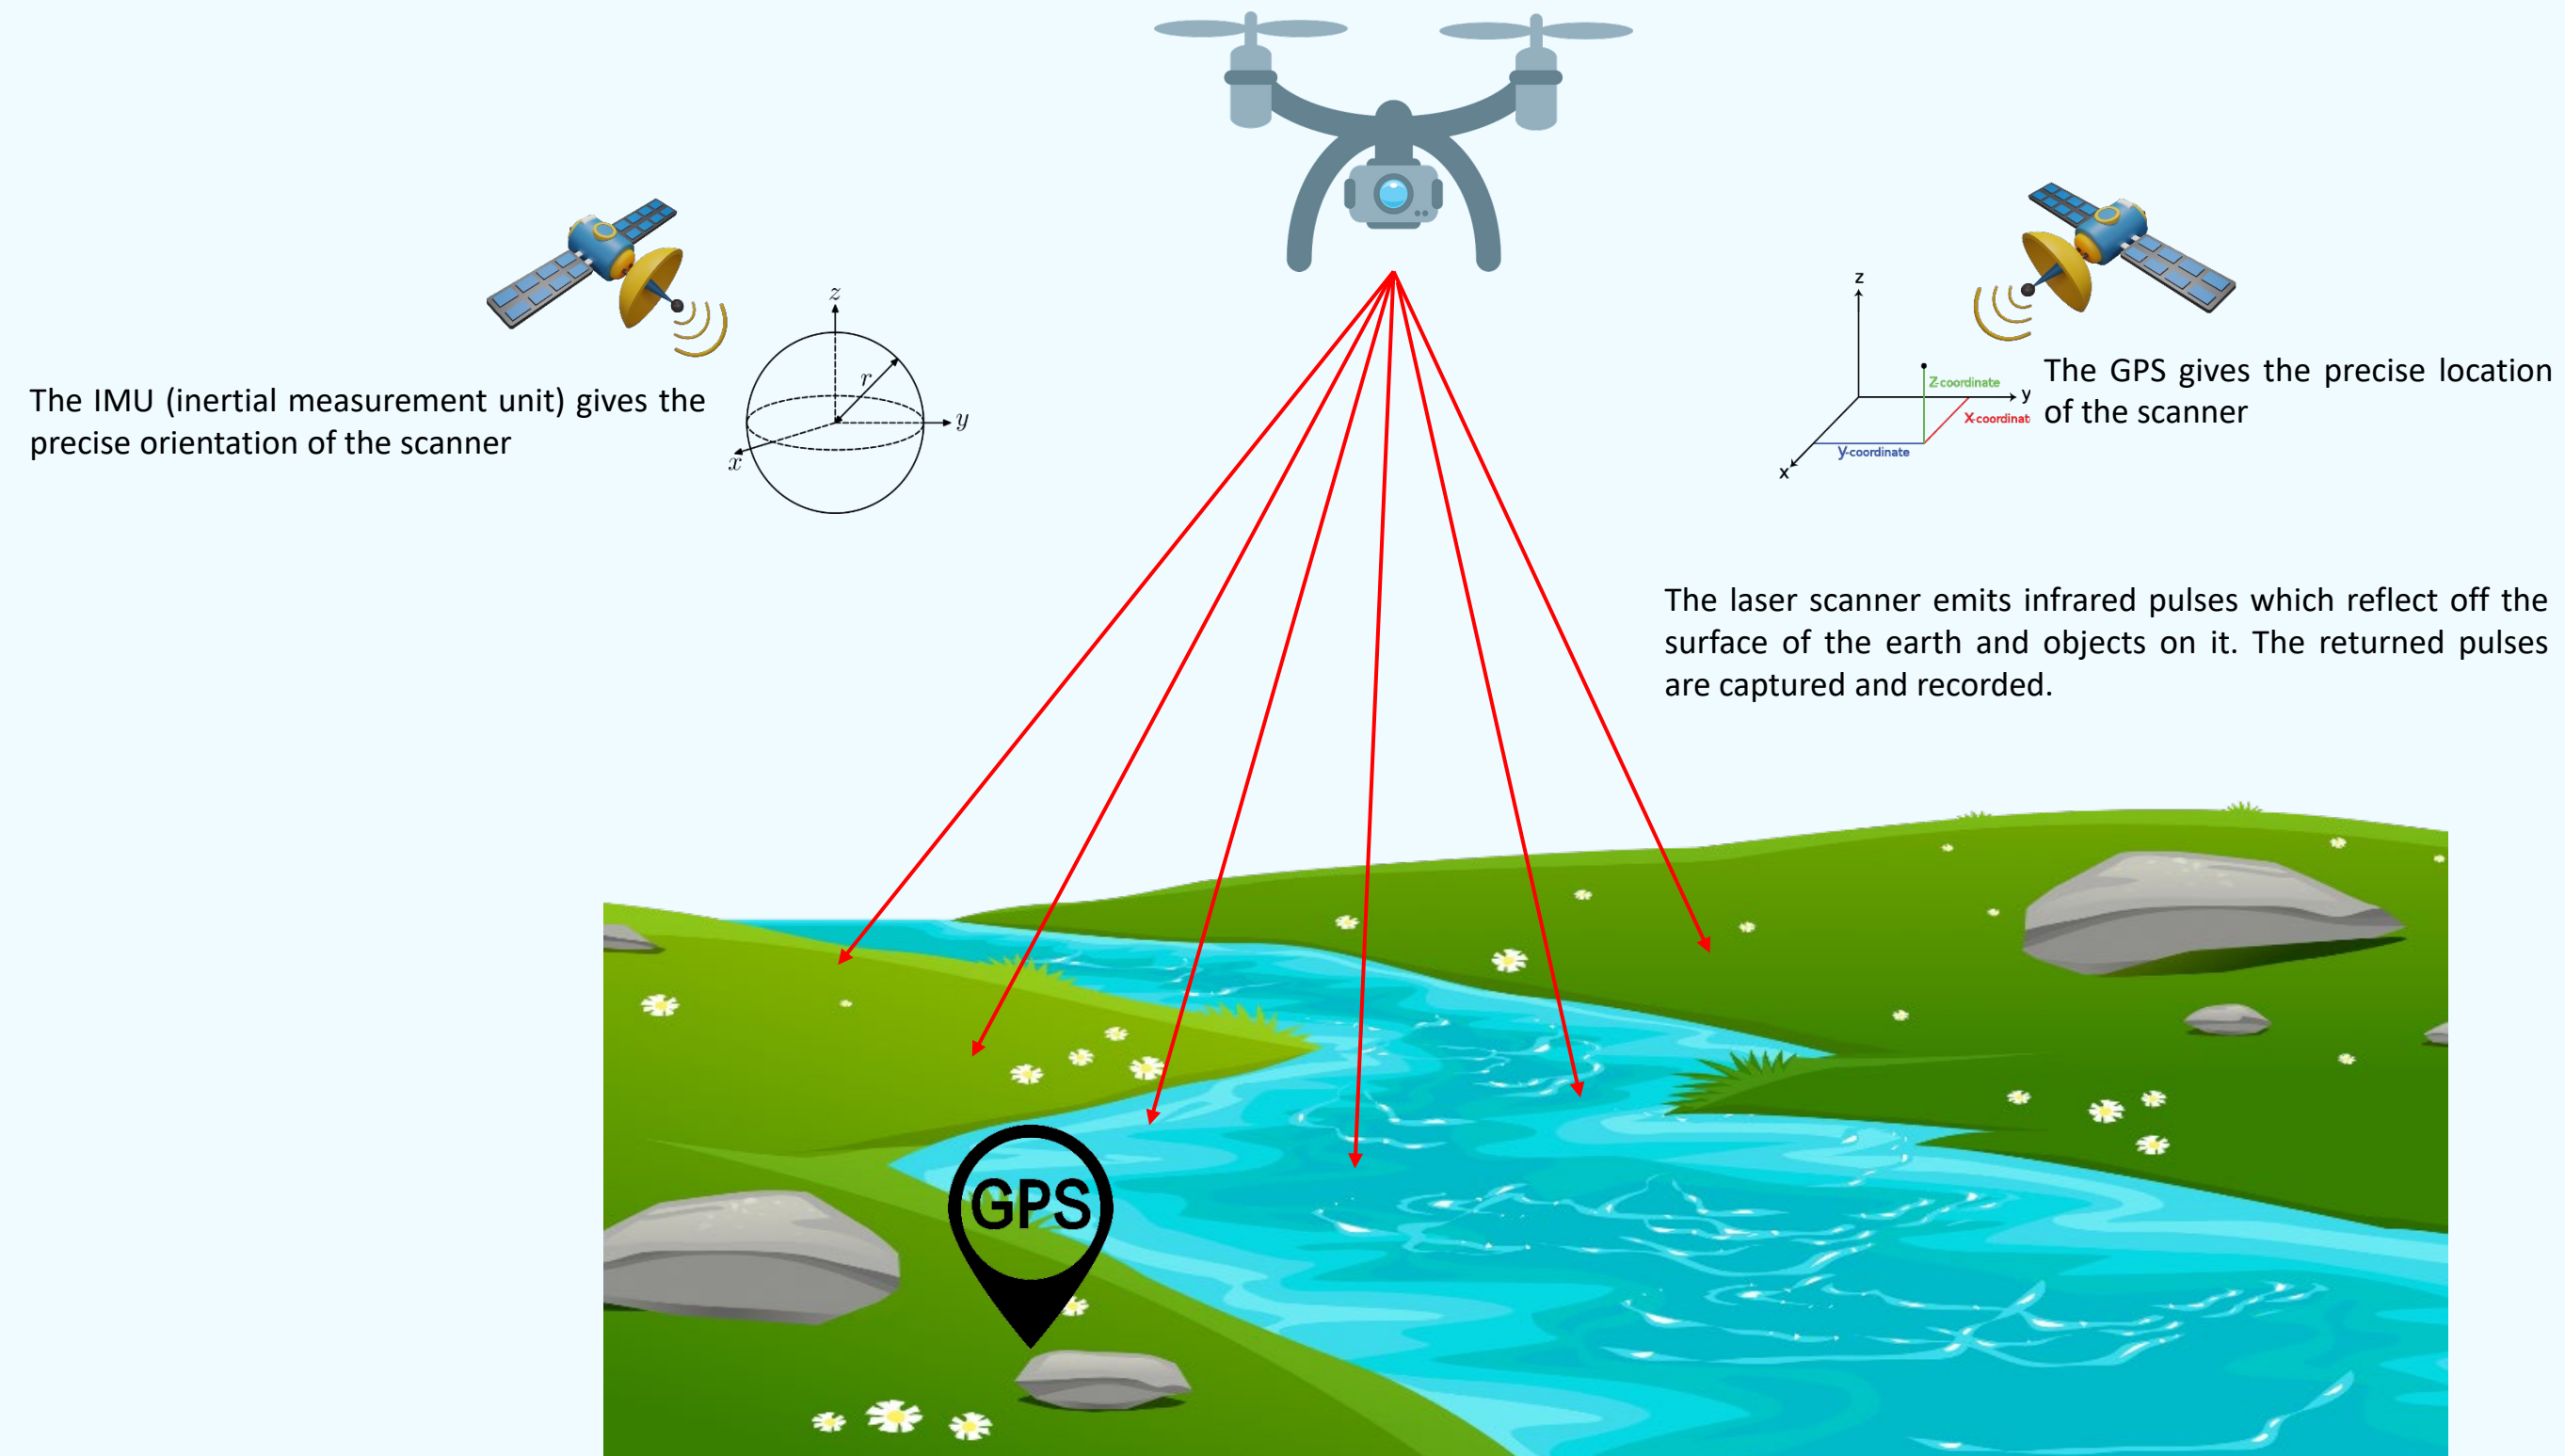 The IMU (inertial measurement unit) gives the
precise orientation of the scanner
z
r
y
x
z
Z-coordinate
y
X-coordinat
y-coordinate
x
The GPS gives the precise location
of the scanner
The laser scanner emits infrared pulses which reflect off the
surface of the earth and objects on it. The returned pulses
are captured and recorded.
GPS